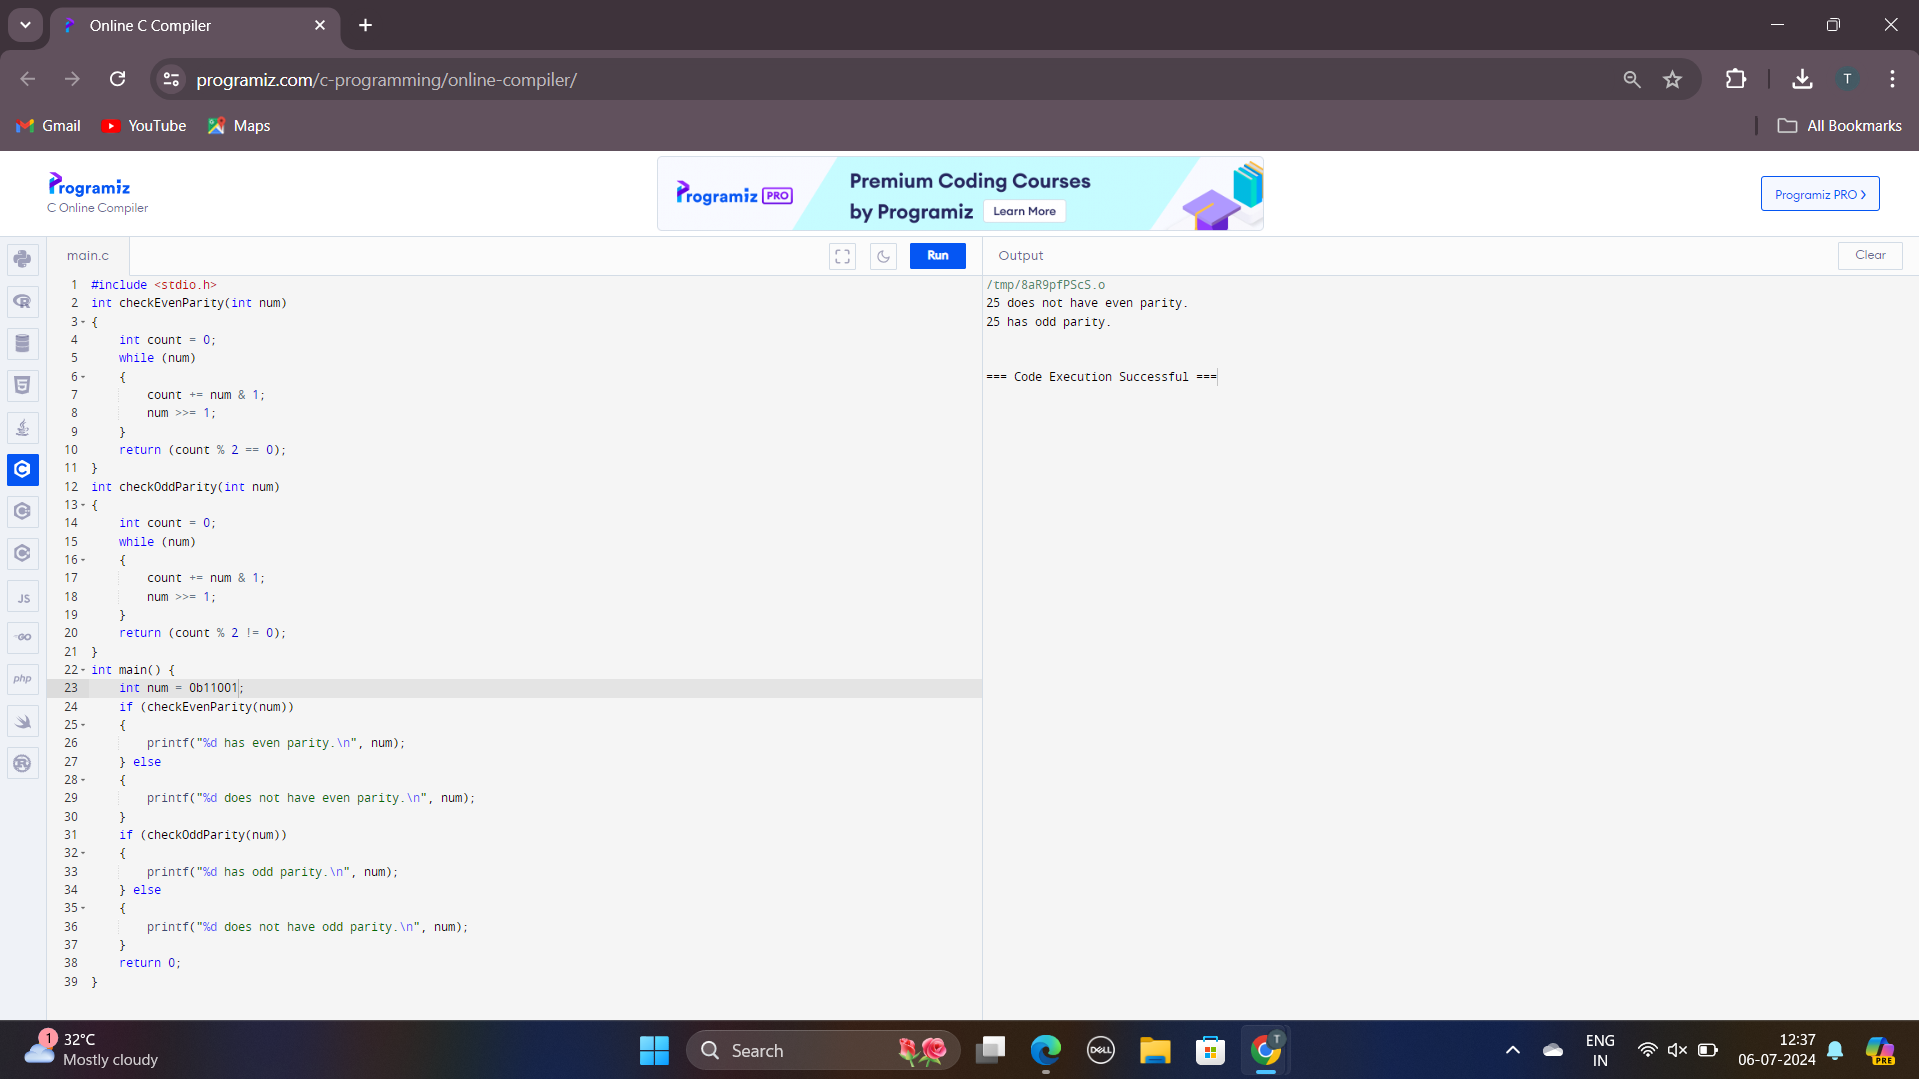 Online C Compiler
programiz.com/c-programming/online-compiler/
T
Gmail
YouTube
Maps
All Bookmarks
Programiz
C Online Compiler
Programiz PRO
Premium Coding Courses
by Programiz
Learn More
Programiz PRO >
main.c
Run
Output
Clear
1 #include <stdio.h>
2 int checkEvenParity(int num)
3 {
4     int count = 0;
5     while (num)
6     {
7         count += num & 1;
8         num >>= 1;
9     }
10     return (count % 2 == 0);
11 }
12 int checkOddParity(int num)
13 {
14     int count = 0;
15     while (num)
16     {
17         count += num & 1;
18         num >>= 1;
19     }
20     return (count % 2 != 0);
21 }
22 int main() {
23     int num = 0b11001;
24     if (checkEvenParity(num))
25     {
26         printf("%d has even parity.\n", num);
27     } else
28     {
29         printf("%d does not have even parity.\n", num);
30     }
31     if (checkOddParity(num))
32     {
33         printf("%d has odd parity.\n", num);
34     } else
35     {
36         printf("%d does not have odd parity.\n", num);
37     }
38     return 0;
39 }
/tmp/8aR9pfPScS.o
25 does not have even parity.
25 has odd parity.
=== Code Execution Successful ===
JS
GO
php
1
32°C
Mostly cloudy
Search
DELL
T
ENG
IN
12:37
06-07-2024
PRE